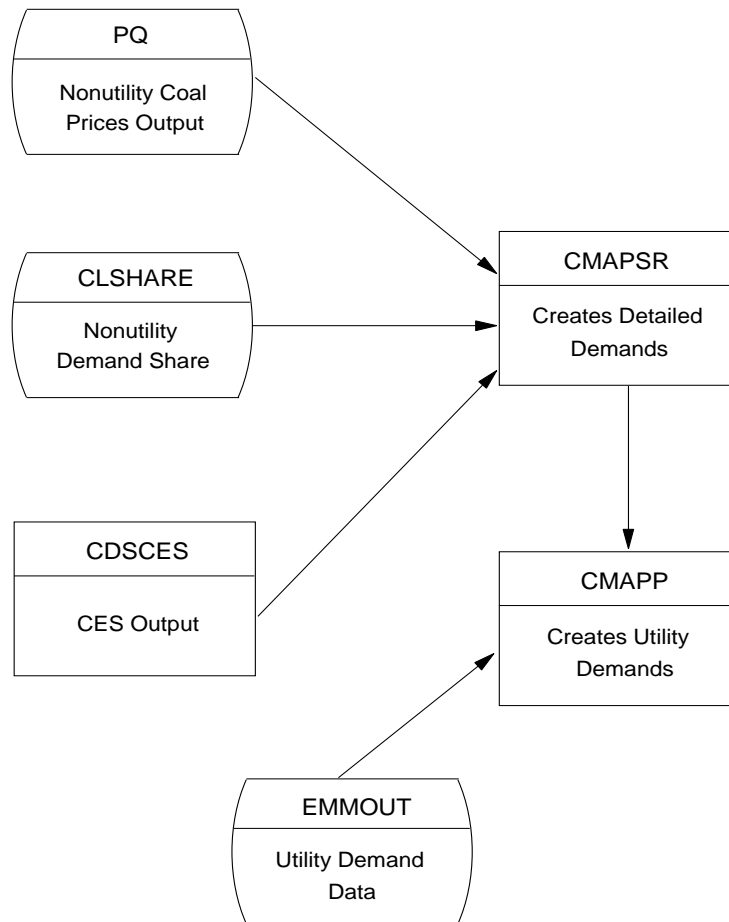 PQ
Nonutility Coal
Prices Output
CLSHARE
Nonutility
Demand Share
CMAPSR
Creates Detailed
Demands
CDSCES
CES Output
CMAPP
Creates Utility
Demands
EMMOUT
Utility Demand
Data